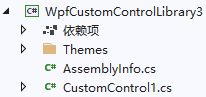 WpfCustomControlLibrary3
依赖项
Themes
AssemblyInfo.cs
CustomControl1.cs